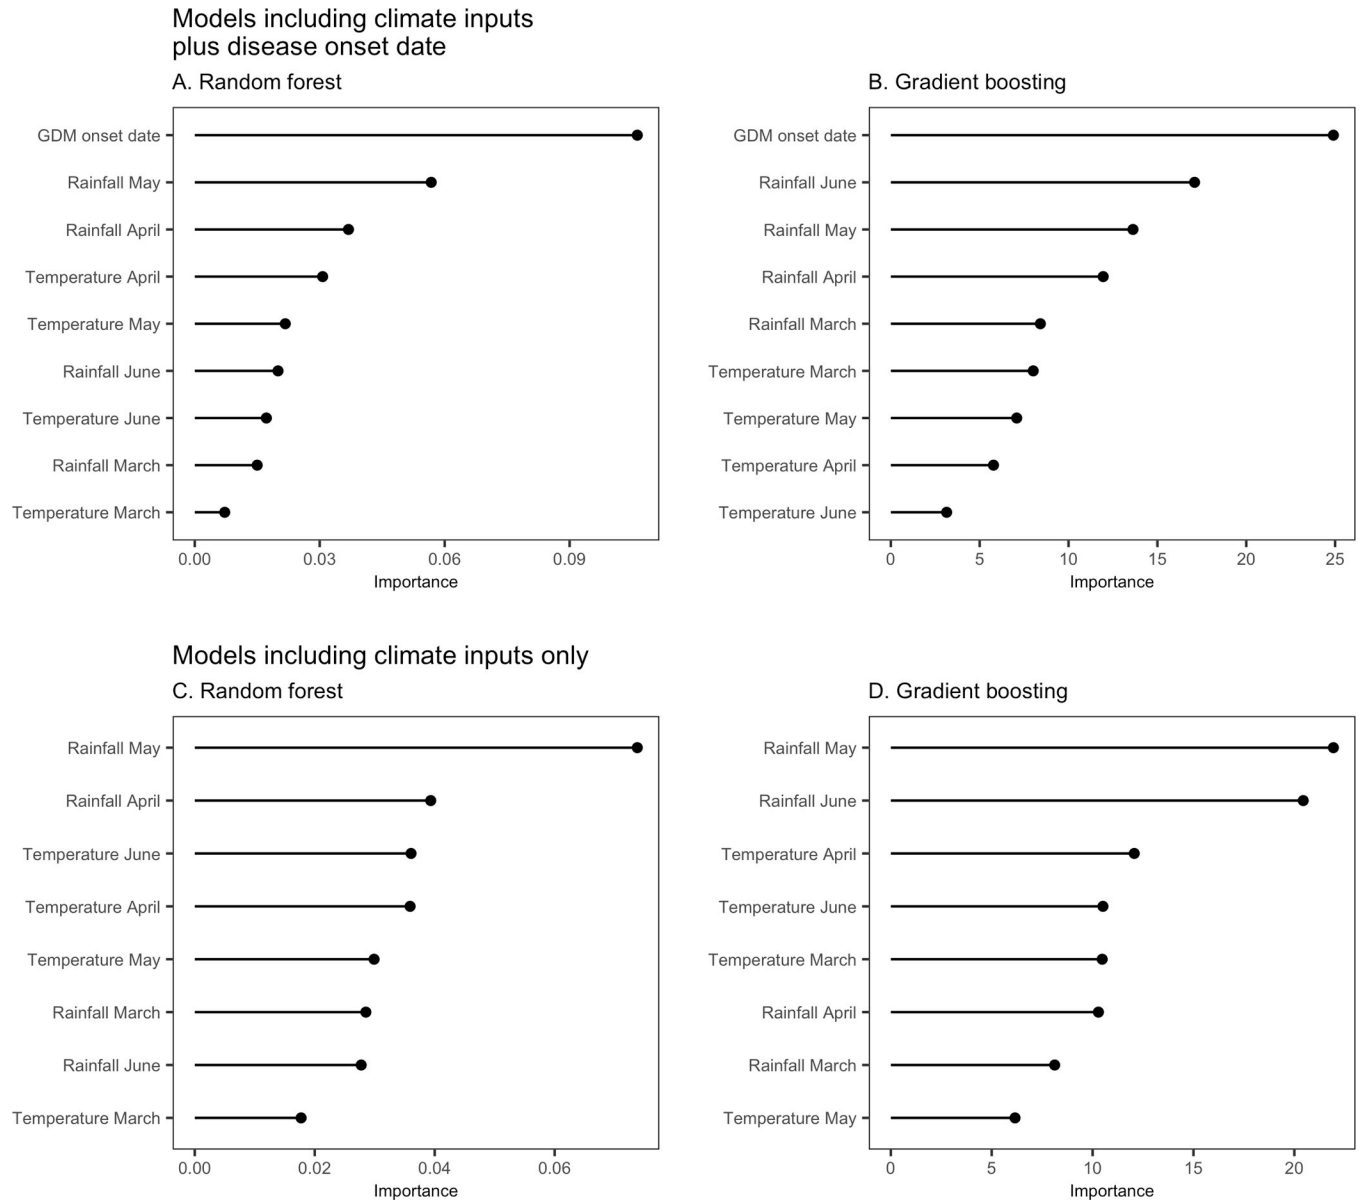 Models including climate inputs
plus disease onset date
A. Random forest
GDM onset date
Rainfall May
Rainfall April
Temperature April
Temperature May
Rainfall June
Temperature June
Rainfall March
Temperature March
0.00 0.03 0.06 0.09
Importance
B. Gradient boosting
GDM onset date
Rainfall June
Rainfall May
Rainfall April
Rainfall March
Temperature March
Temperature May
Temperature April
Temperature June
0 5 10 15 20 25
Importance
Models including climate inputs only
C. Random forest
Rainfall May
Rainfall April
Temperature June
Temperature April
Temperature May
Rainfall March
Rainfall June
Temperature March
0.00 0.02 0.04 0.06
Importance
D. Gradient boosting
Rainfall May
Rainfall June
Temperature April
Temperature June
Temperature March
Rainfall April
Rainfall March
Temperature May
0 5 10 15 20
Importance